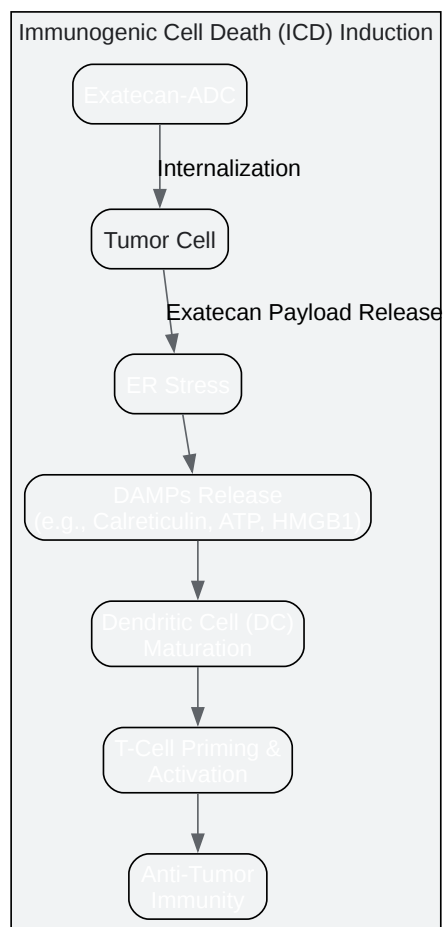 Immunogenic Cell Death (ICD) Induction
Exatecan-ADC
Internalization
Tumor Cell
Exatecan Payload Release
ER Stress
DAMPs Release
(e.g., Calreticulin, ATP, HMGB1)
Dendritic Cell (DC)
Maturation
T-Cell Priming &
Activation
Anti-Tumor
Immunity